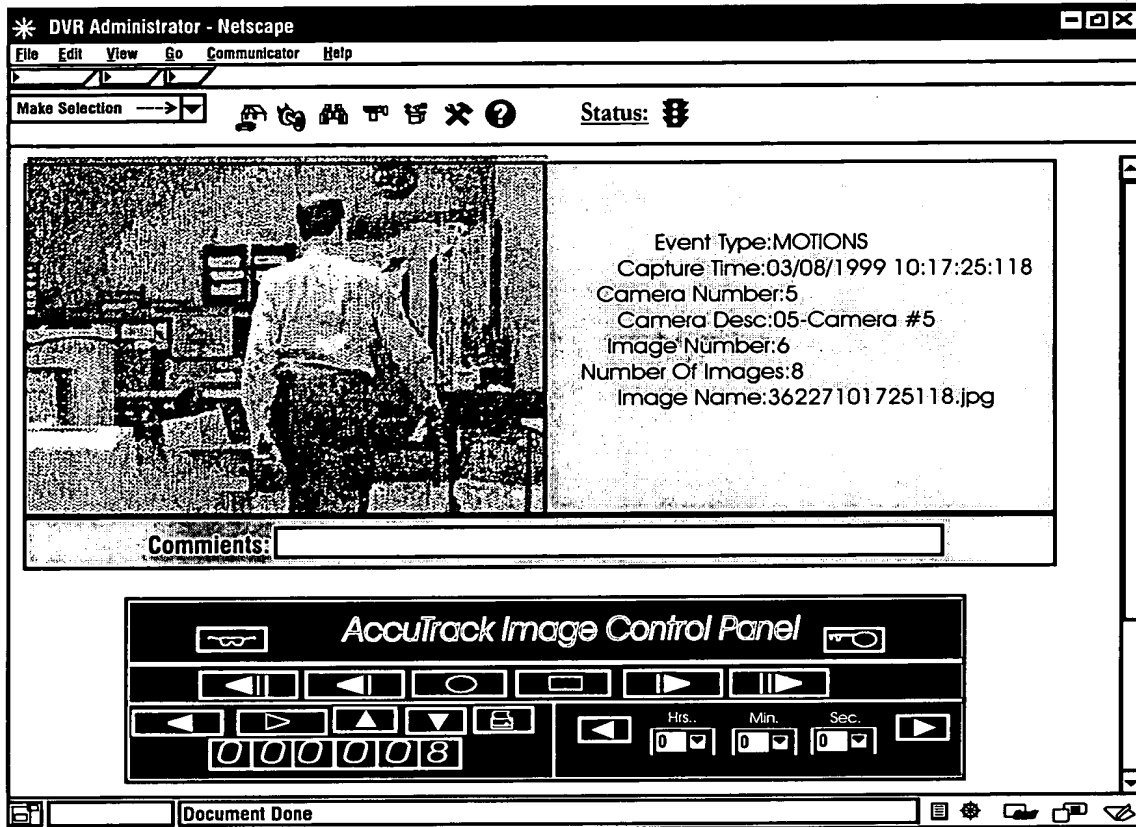 DVR Administrator - Netscape
File Edit View Go Communicator Help
Make Selection ---> Status:
Event Type:MOTIONS
Capture Time:03/08/1999 10:17:25:118
Camera Number:5
Camera Desc:05-Camera #5
Image Number:6
Number Of Images:8
Image Name:36227101725118.jpg
Commients:
AccuTrack Image Control Panel
Hrs.. Min. Sec.
0 0 0
000008
Document Done